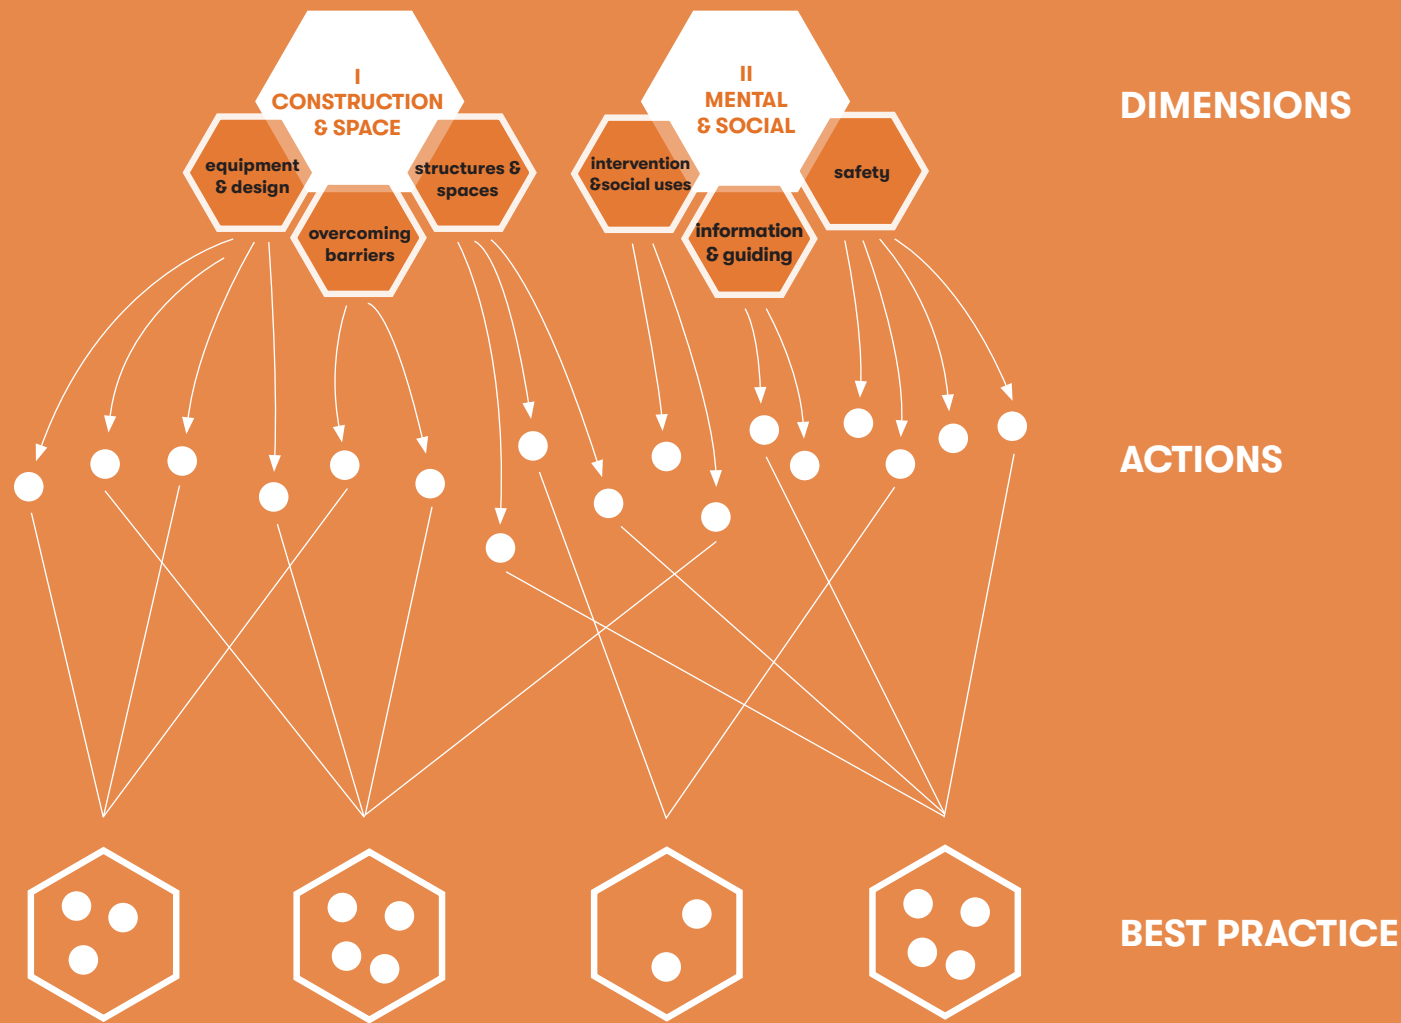 I
CONSTRUCTION
& SPACE
equipment
& design
overcoming
barriers
structures &
spaces
II
MENTAL
& SOCIAL
intervention
&social uses
information
& guiding
safety
DIMENSIONS
ACTIONS
BEST PRACTICE